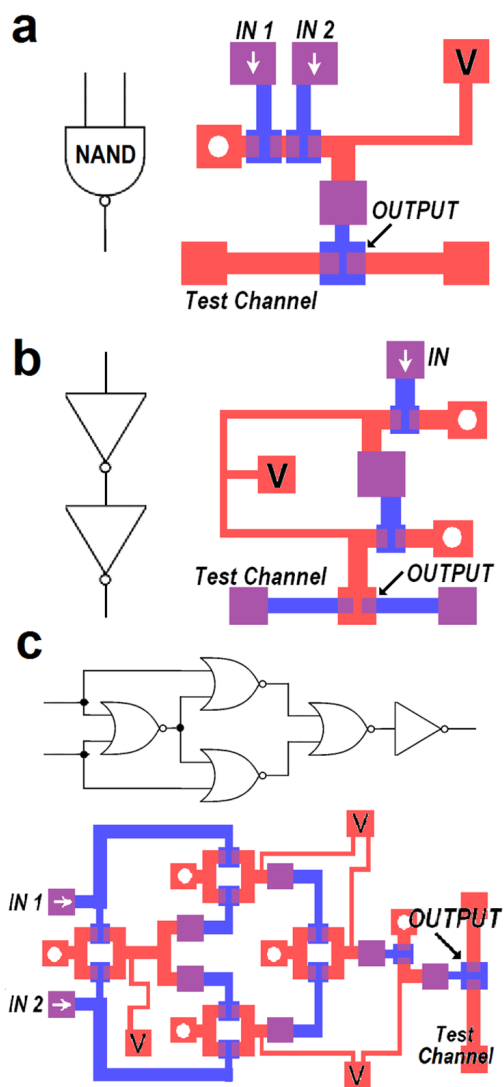 a
IN 1 IN 2
V
NAND
OUTPUT
Test Channel
b
IN
V
Test Channel
OUTPUT
c
V
IN 1
OUTPUT
IN 2
V
Test
Channel
V